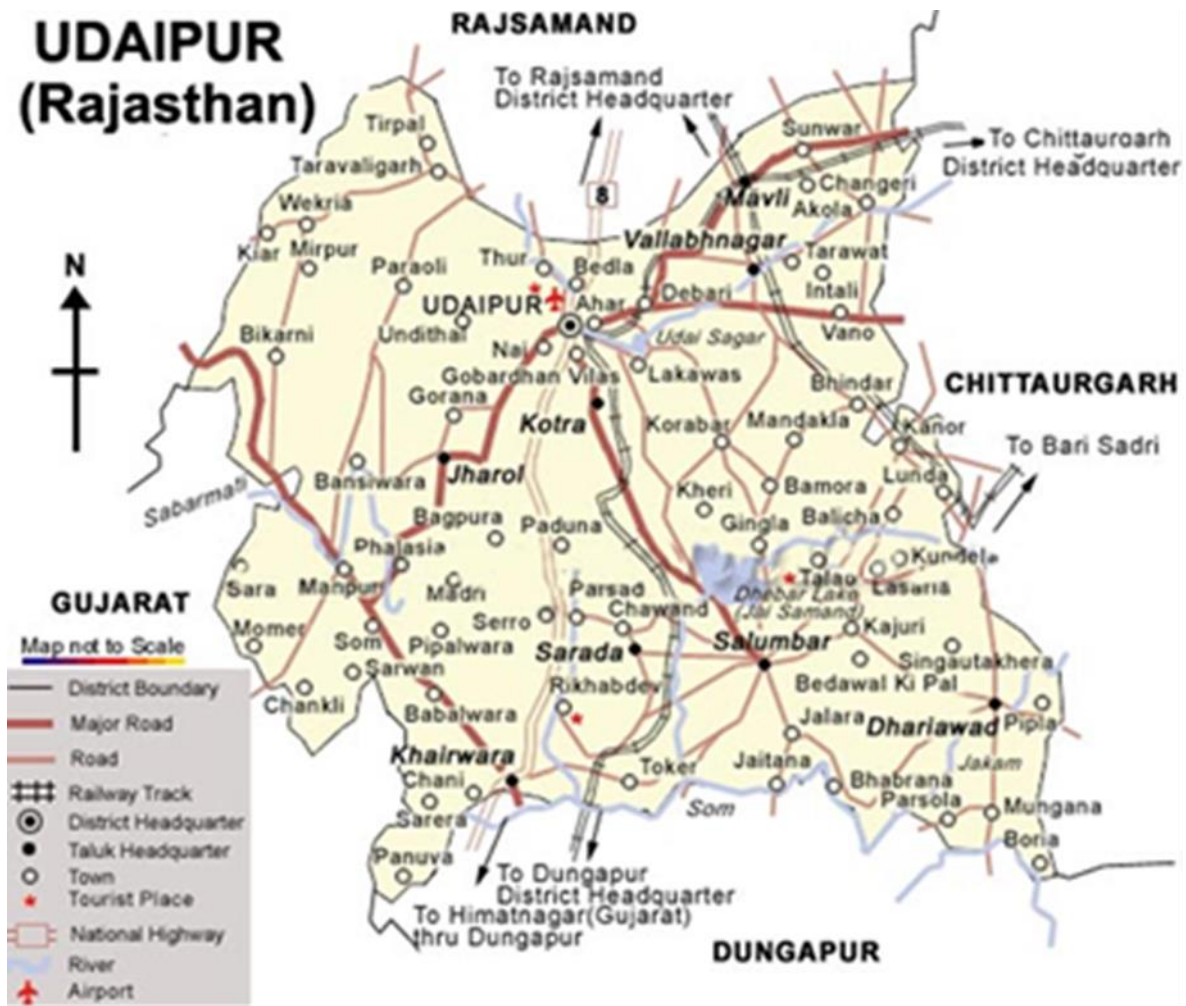 UDAIPUR
(Rajasthan)
RAJSAMAND
To Rajsamand
District Headquarter
8
To Chittauroarh
District Headquarter
Tirpal
Taravaligarh
Wekria
Kiar
Mirpur
Paraoli
Thur
Bedla
UDAIPUR
Ahar
Debari
Udai Sagar
Sunwar
Mavli
Changeri
Akola
Vallabhnagar
Tarawat
Intali
Vano
N
Bikarni
Undithal
Nai
Gobardhan Vilas
Lakawas
Bhindar
CHITTAURGARH
Gorana
Kotra
Korabar
Mandakla
Kanor
To Bari Sadri
Jharol
Bansiwara
Sabarmati
Kheri
Bamora
Lunda
Bagpura
Paduna
Gingla
Balicha
Phalasia
Kundela
Sara
Manpur
Madri
Parsad
Talao
Lasaria
Dhebar Lake
(Jai Samand)
GUJARAT
Chawand
Serro
Kajuri
Momer
Som
Pipalwara
Sarada
Salumbar
Singautakhera
Sarwan
Rikhabdev
Bedawal Ki Pal
Chankli
Babalwara
Jalara
Dhariawad
Pipla
Khairwara
Toker
Jaitana
Jakam
Chani
Bhabrana
Parsola
Mungana
Sarera
Som
Boria
Panuva
To Dungapur
District Headquarter
To Himatnagar(Gujarat)
thru Dungapur
DUNGAPUR
Map not to Scale
District Boundary
Major Road
Road
Railway Track
District Headquarter
Taluk Headquarter
Town
Tourist Place
National Highway
River
Airport